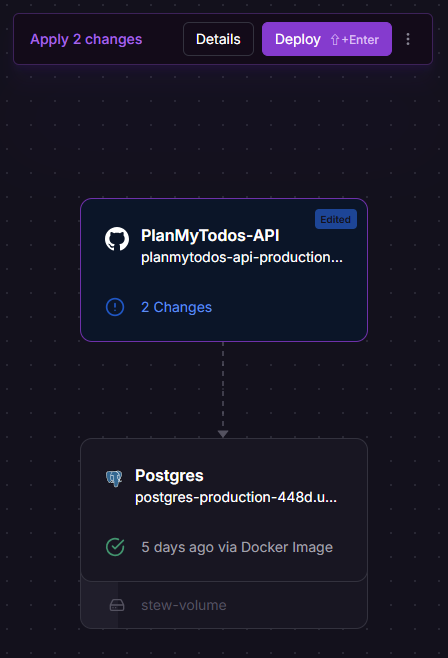 Apply 2 changes
Details
Deploy ⇧+Enter
Edited
PlanMyTodos-API
planmytodos-api-production...
2 Changes
Postgres
postgres-production-448d.u...
5 days ago via Docker Image
stew-volume